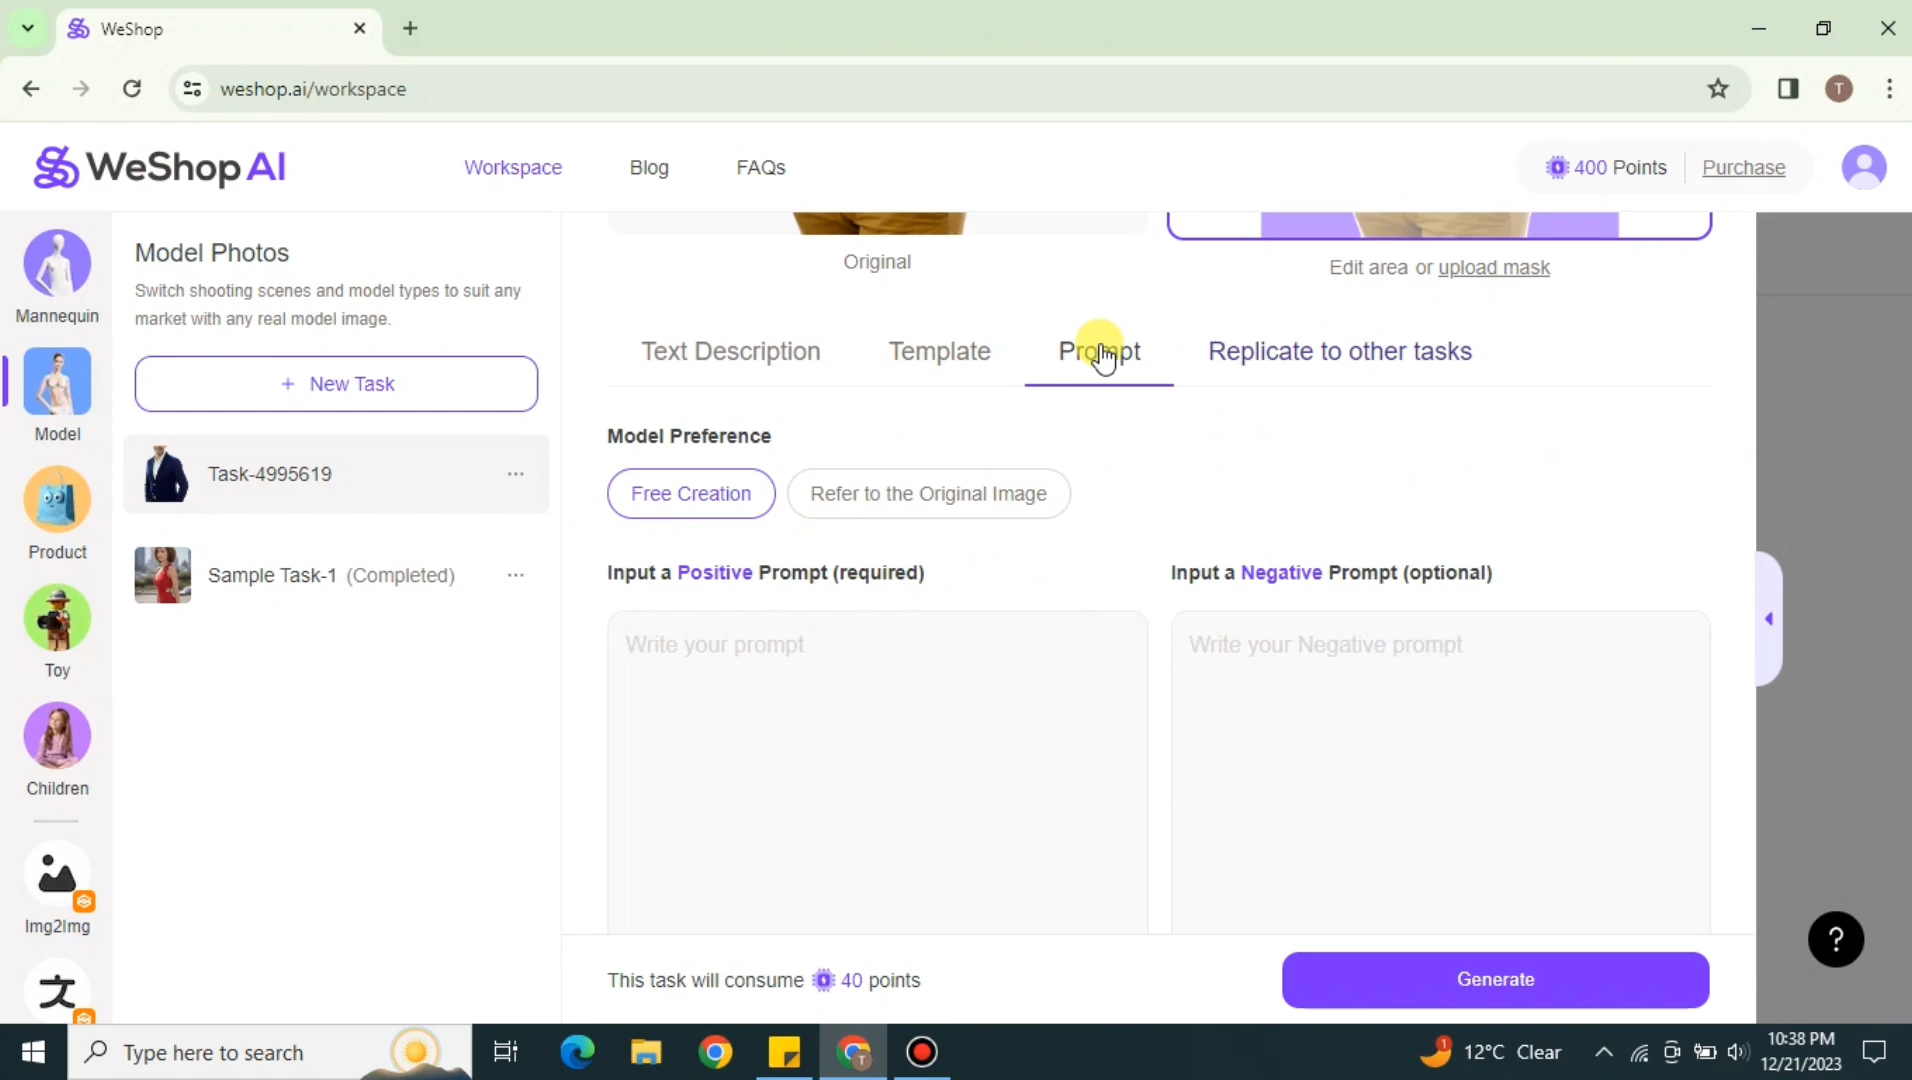 WeShop
weshop.ai/workspace
T
WeShop AI
Workspace
Blog
FAQs
400 Points
Purchase
Mannequin
Model
Product
Toy
Children
Img2Img
文
Model Photos
Switch shooting scenes and model types to suit any
market with any real model image.
+ New Task
Task-4995619
Sample Task-1 (Completed)
Original
Edit area or upload mask
Text Description
Template
Prompt
Replicate to other tasks
Model Preference
Free Creation
Refer to the Original Image
Input a Positive Prompt (required)
Input a Negative Prompt (optional)
Write your prompt
Write your Negative prompt
This task will consume 40 points
Generate
?
Type here to search
T
1
12°C Clear
10:38 PM
12/21/2023